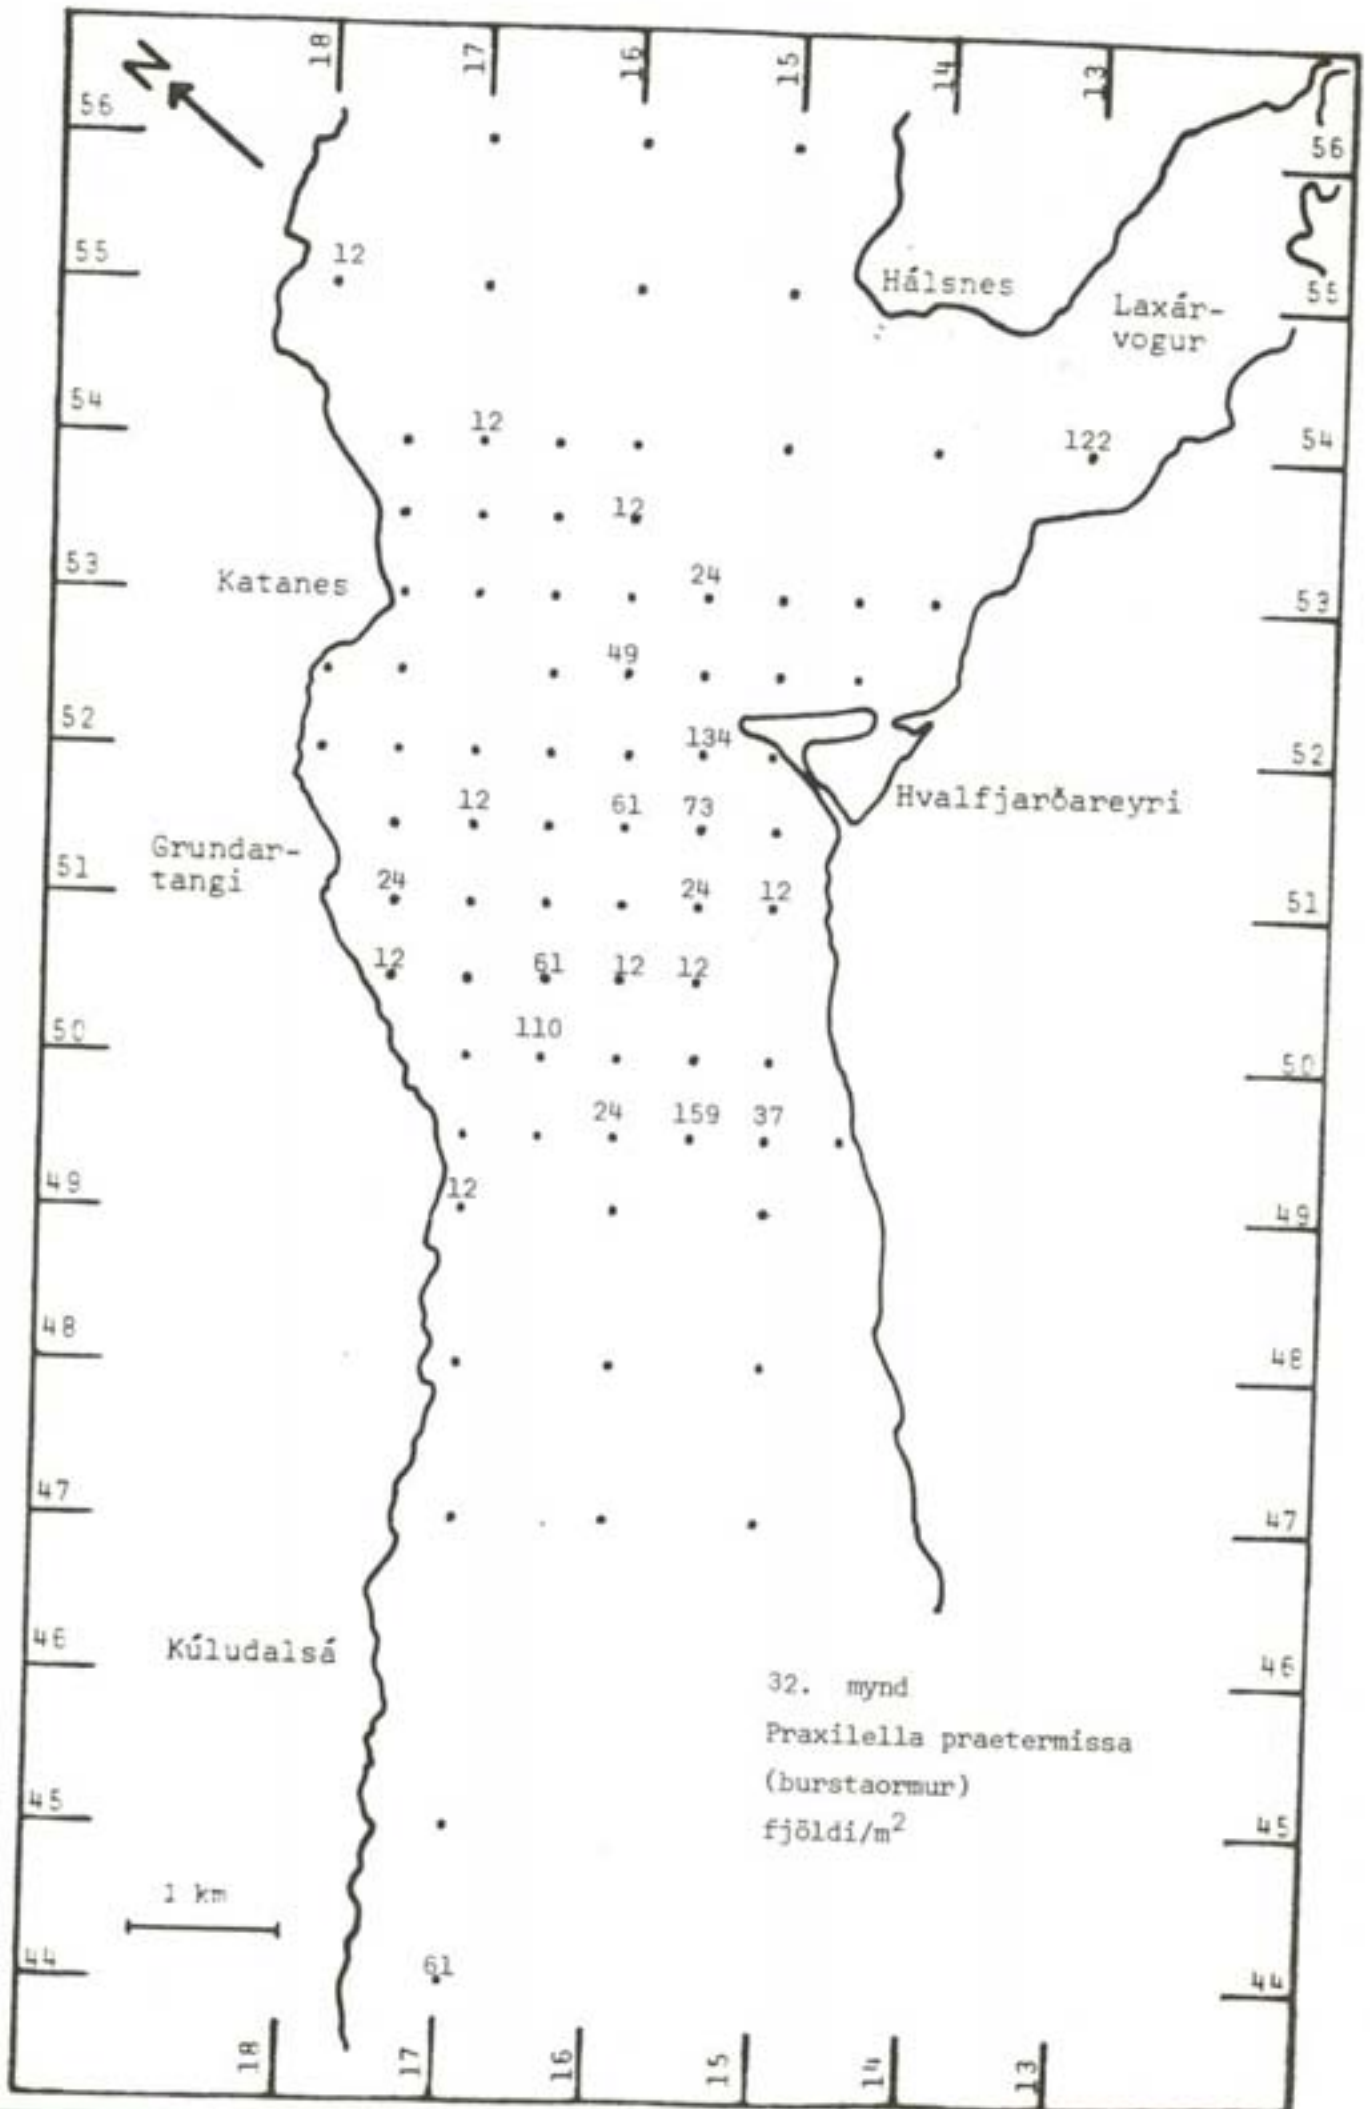 N
18 17 16 15 14 13
56
56
12
55
Hálsnes
55
Laxár-
vogur
54
12
122
54
12
53
Katanes
24
53
49
52
134
52
12 61 73
Hvalfjarðareyri
Grundar-
tangi
51
24 24 12
51
12 61 12 12
50
110
50
24 159 37
49
12
49
48
48
47
47
46
Kúludalsá
46
32. mynd
Praxilella praetermissa
(burstaormur)
fjöldi/m²
45
45
1 km
44
61
44
18 17 16 15 14 13